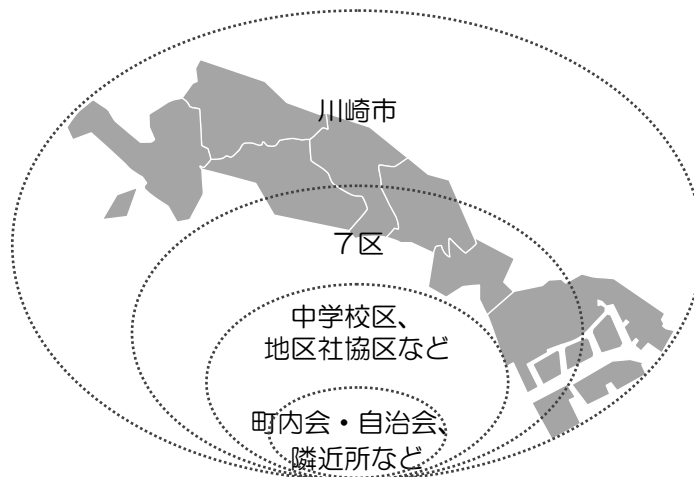 川崎市
７区
中学校区、
地区社協区など
町内会・自治会、
隣近所など